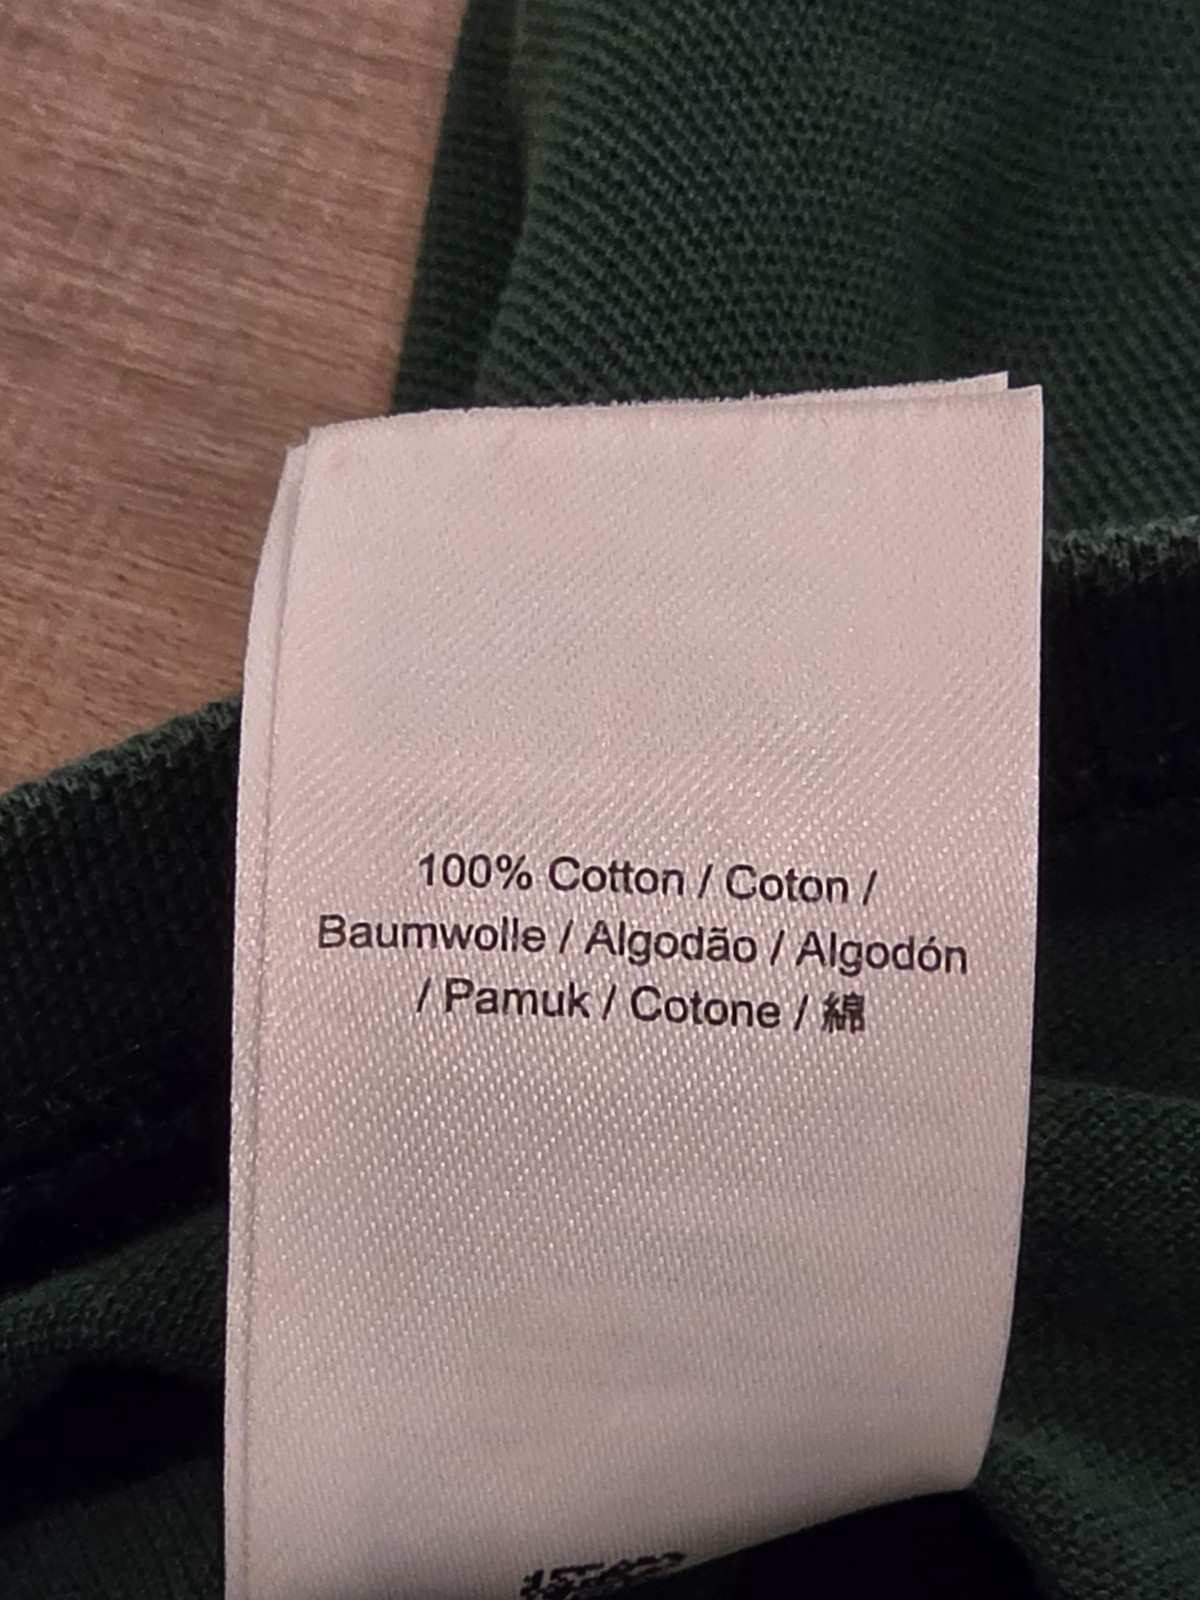 100% Cotton / Coton /
Baumwolle / Algodão / Algodón
/ Pamuk / Cotone / 綿